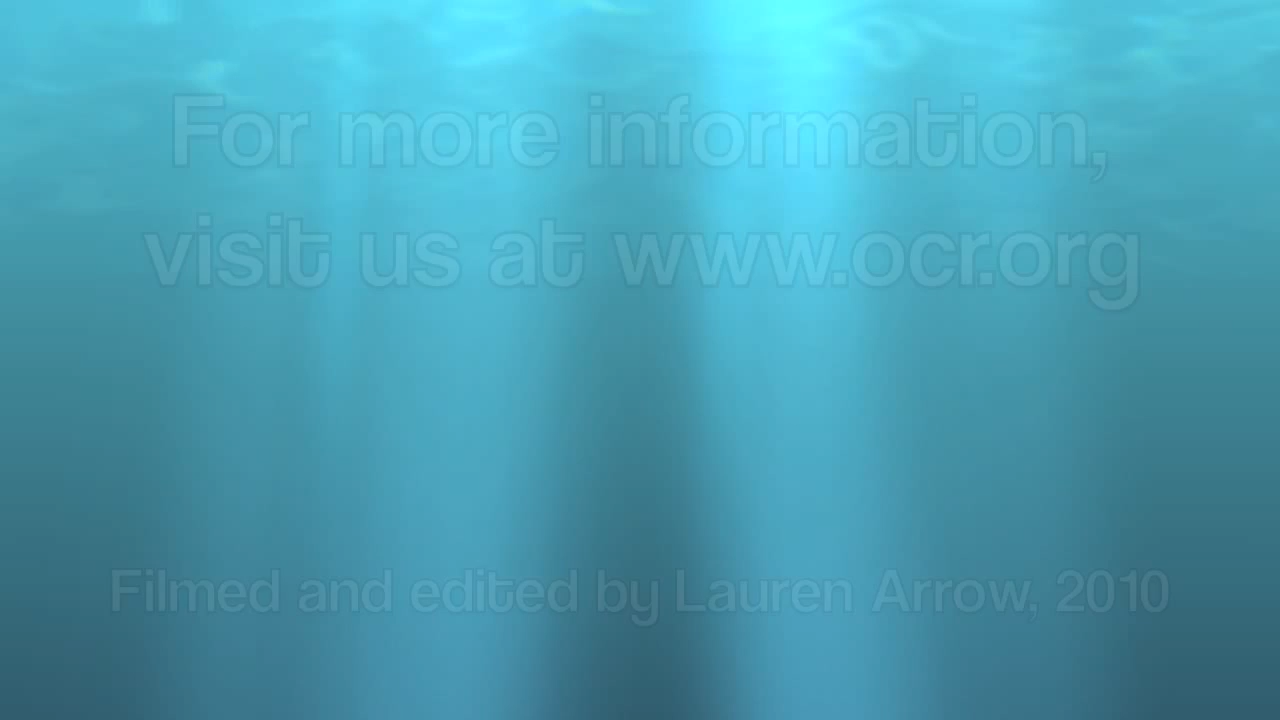 For more information,
visit us at www.ocr.org
Filmed and edited by Lauren Arrow, 2010